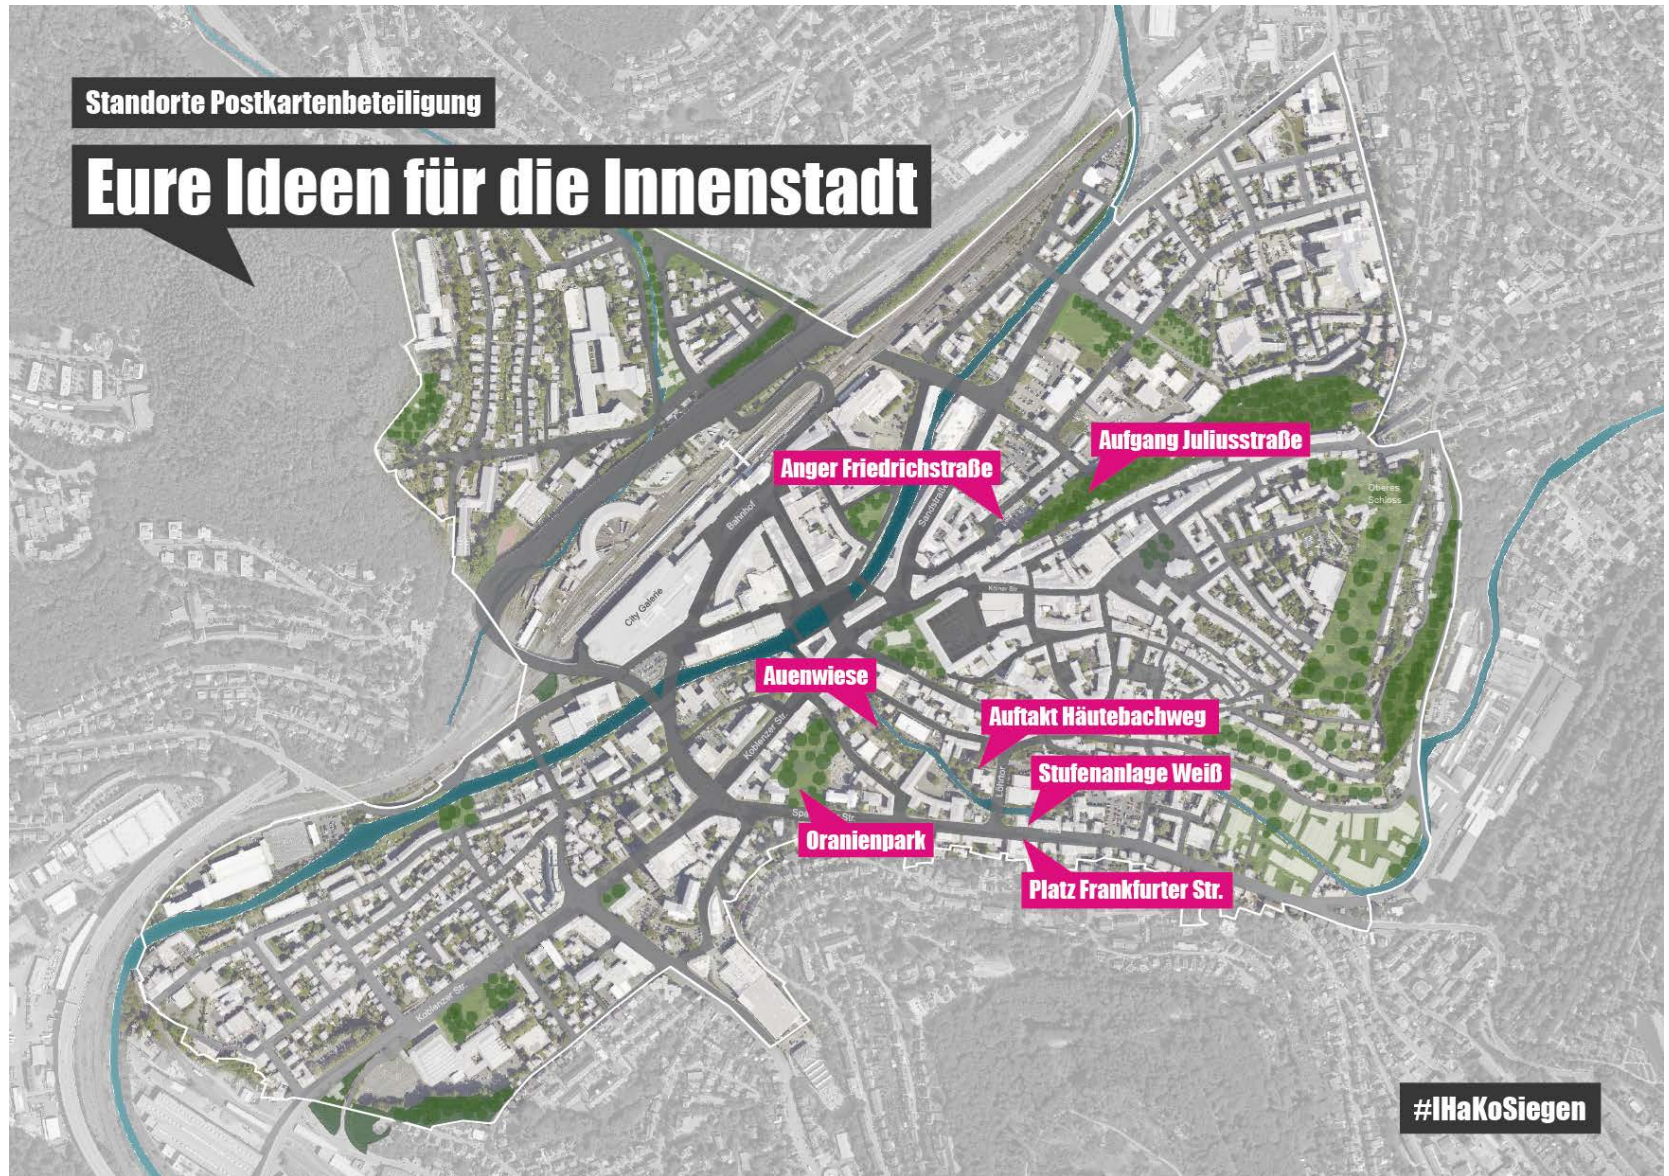 Standorte Postkartenbeteiligung
Eure Ideen für die Innenstadt
Aufgang Juliusstraße
Anger Friedrichstraße
Oberes
Schloss
Sandstraße
Bahnhof
City Galerie
Kölner Str.
Auenwiese
Auftakt Häutebachweg
Koblenzer Str.
Stufenanlage Weiß
Löhrtor
Str.
Oranienpark
Platz Frankfurter Str.
Koblenzer Str.
#IHaKoSiegen